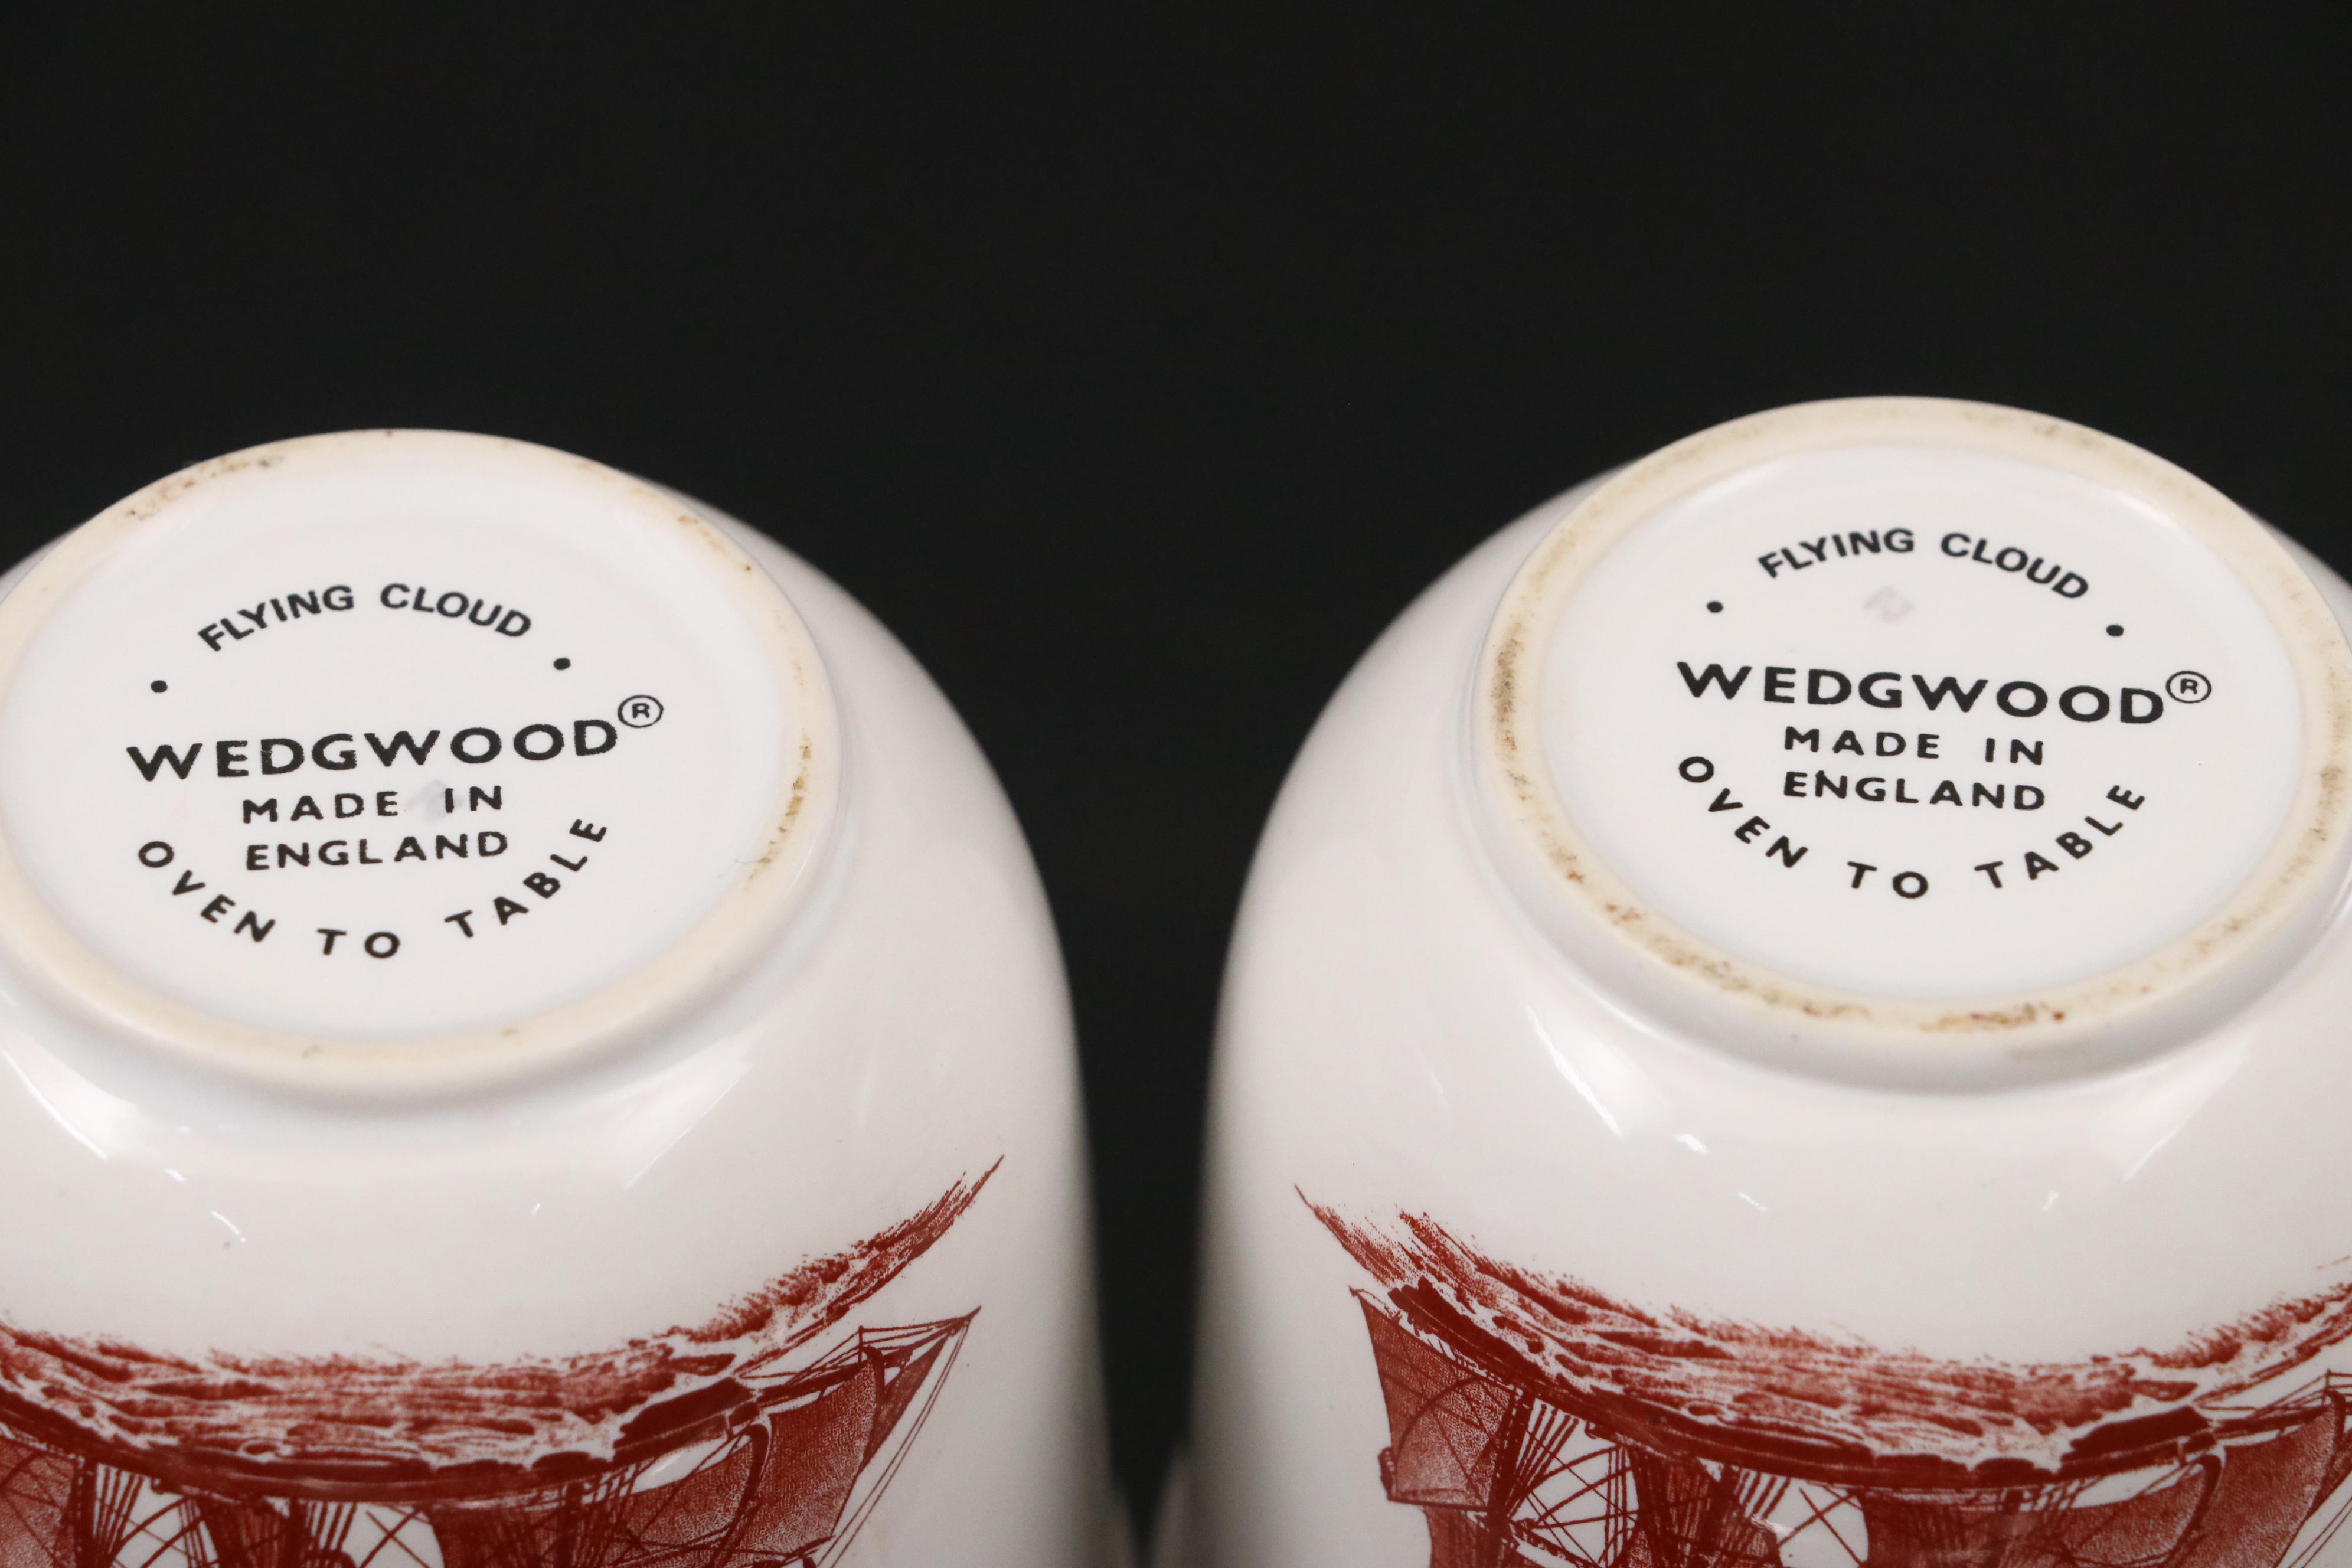 FLYING CLOUD
WEDGWOOD®
MADE IN
ENGLAND
OVEN TO TABLE
FLYING CLOUD
WEDGWOOD®
MADE IN
ENGLAND
OVEN TO TABLE